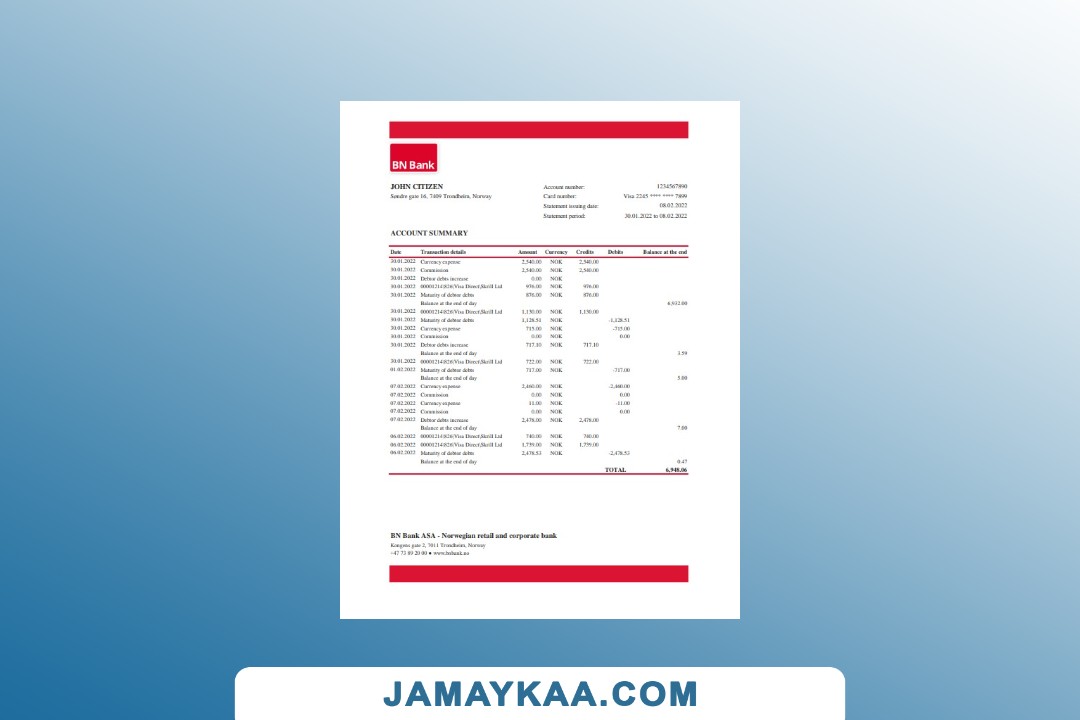 BN Bank
JOHN CITIZEN
Søndre gate 16, 7409 Trondheim, Norway
Account number: 1234567890
Card number: Visa 2245 **** **** 7899
Statement issuing date: 08.02.2022
Statement period: 30.01.2022 to 08.02.2022
ACCOUNT SUMMARY
Date Transaction details Amount Currency Credits Debits Balance at the end
30.01.2022 Currency expense 2,540.00 NOK 2,540.00
30.01.2022 Commission 2,540.00 NOK 2,540.00
30.01.2022 Debtor debts increase 0.00 NOK
30.01.2022 Visa Direct\Skrill Ltd 976.00 NOK 976.00
30.01.2022 Maturity of debtor debts 876.00 NOK 876.00
Balance at the end of day 6,932.00
30.01.2022 Visa Direct\Skrill Ltd 1,130.00 NOK 1,130.00
30.01.2022 Maturity of debtor debts 1,128.51 NOK -1,128.51
30.01.2022 Currency expense 715.00 NOK -715.00
30.01.2022 Commission 0.00 NOK 0.00
30.01.2022 Debtor debts increase 717.10 NOK 717.10
Balance at the end of day 3.59
30.01.2022 Visa Direct\Skrill Ltd 722.00 NOK 722.00
01.02.2022 Maturity of debtor debts 717.00 NOK -717.00
Balance at the end of day 5.00
07.02.2022 Currency expense 2,460.00 NOK -2,460.00
07.02.2022 Commission 0.00 NOK 0.00
07.02.2022 Currency expense 11.00 NOK -11.00
07.02.2022 Commission 0.00 NOK 0.00
07.02.2022 Debtor debts increase 2,476.00 NOK 2,476.00
Balance at the end of day 7.00
06.02.2022 Visa Direct\Skrill Ltd 740.00 NOK 740.00
06.02.2022 Visa Direct\Skrill Ltd 1,759.00 NOK 1,759.00
06.02.2022 Maturity of debtor debts 2,476.53 NOK -2,476.53
Balance at the end of day 0.47
TOTAL 6,948.06
BN Bank ASA - Norwegian retail and corporate bank
Kongens gate 2, 7011 Trondheim, Norway
+47 73 89 20 00 ● www.bnbank.no
JAMAYKAA.COM